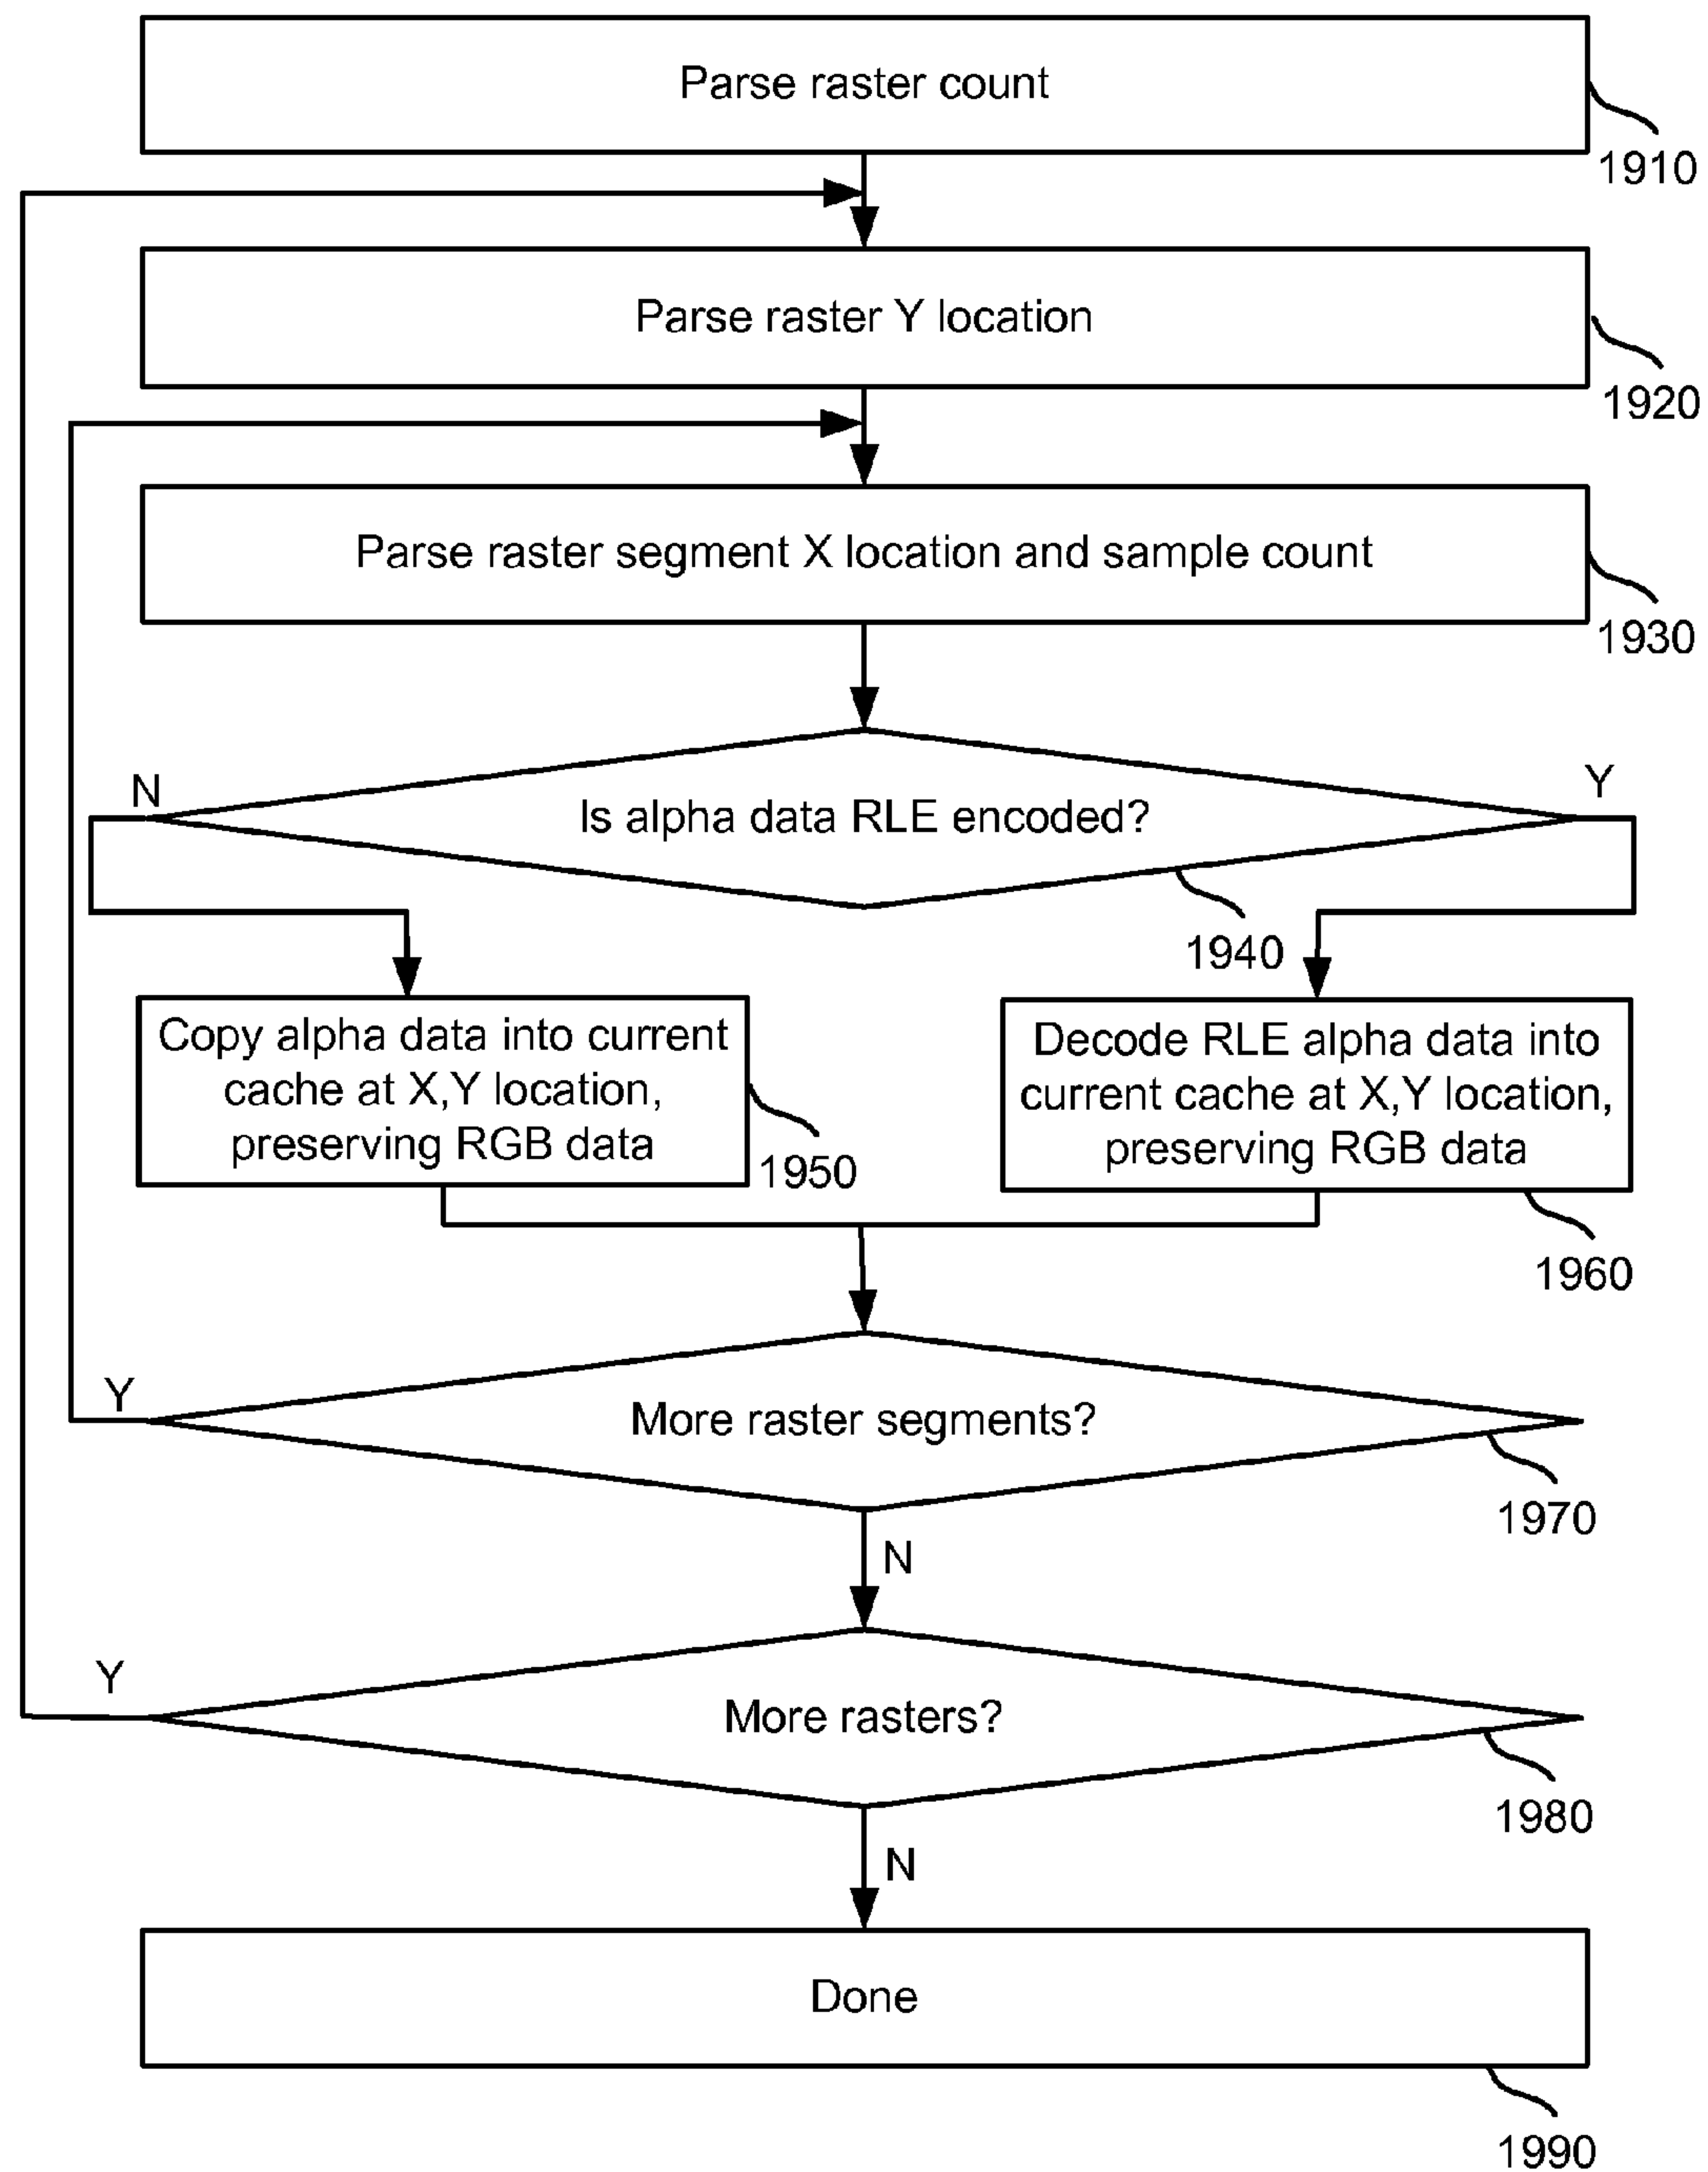 Parse raster count
1910
Parse raster Y location
1920
Parse raster segment X location and sample count
1930
N
Y
Is alpha data RLE encoded?
1940
Copy alpha data into current
cache at X,Y location,
preserving RGB data
1950
Decode RLE alpha data into
current cache at X,Y location,
preserving RGB data
1960
Y
More raster segments?
1970
N
Y
More rasters?
1980
N
Done
1990